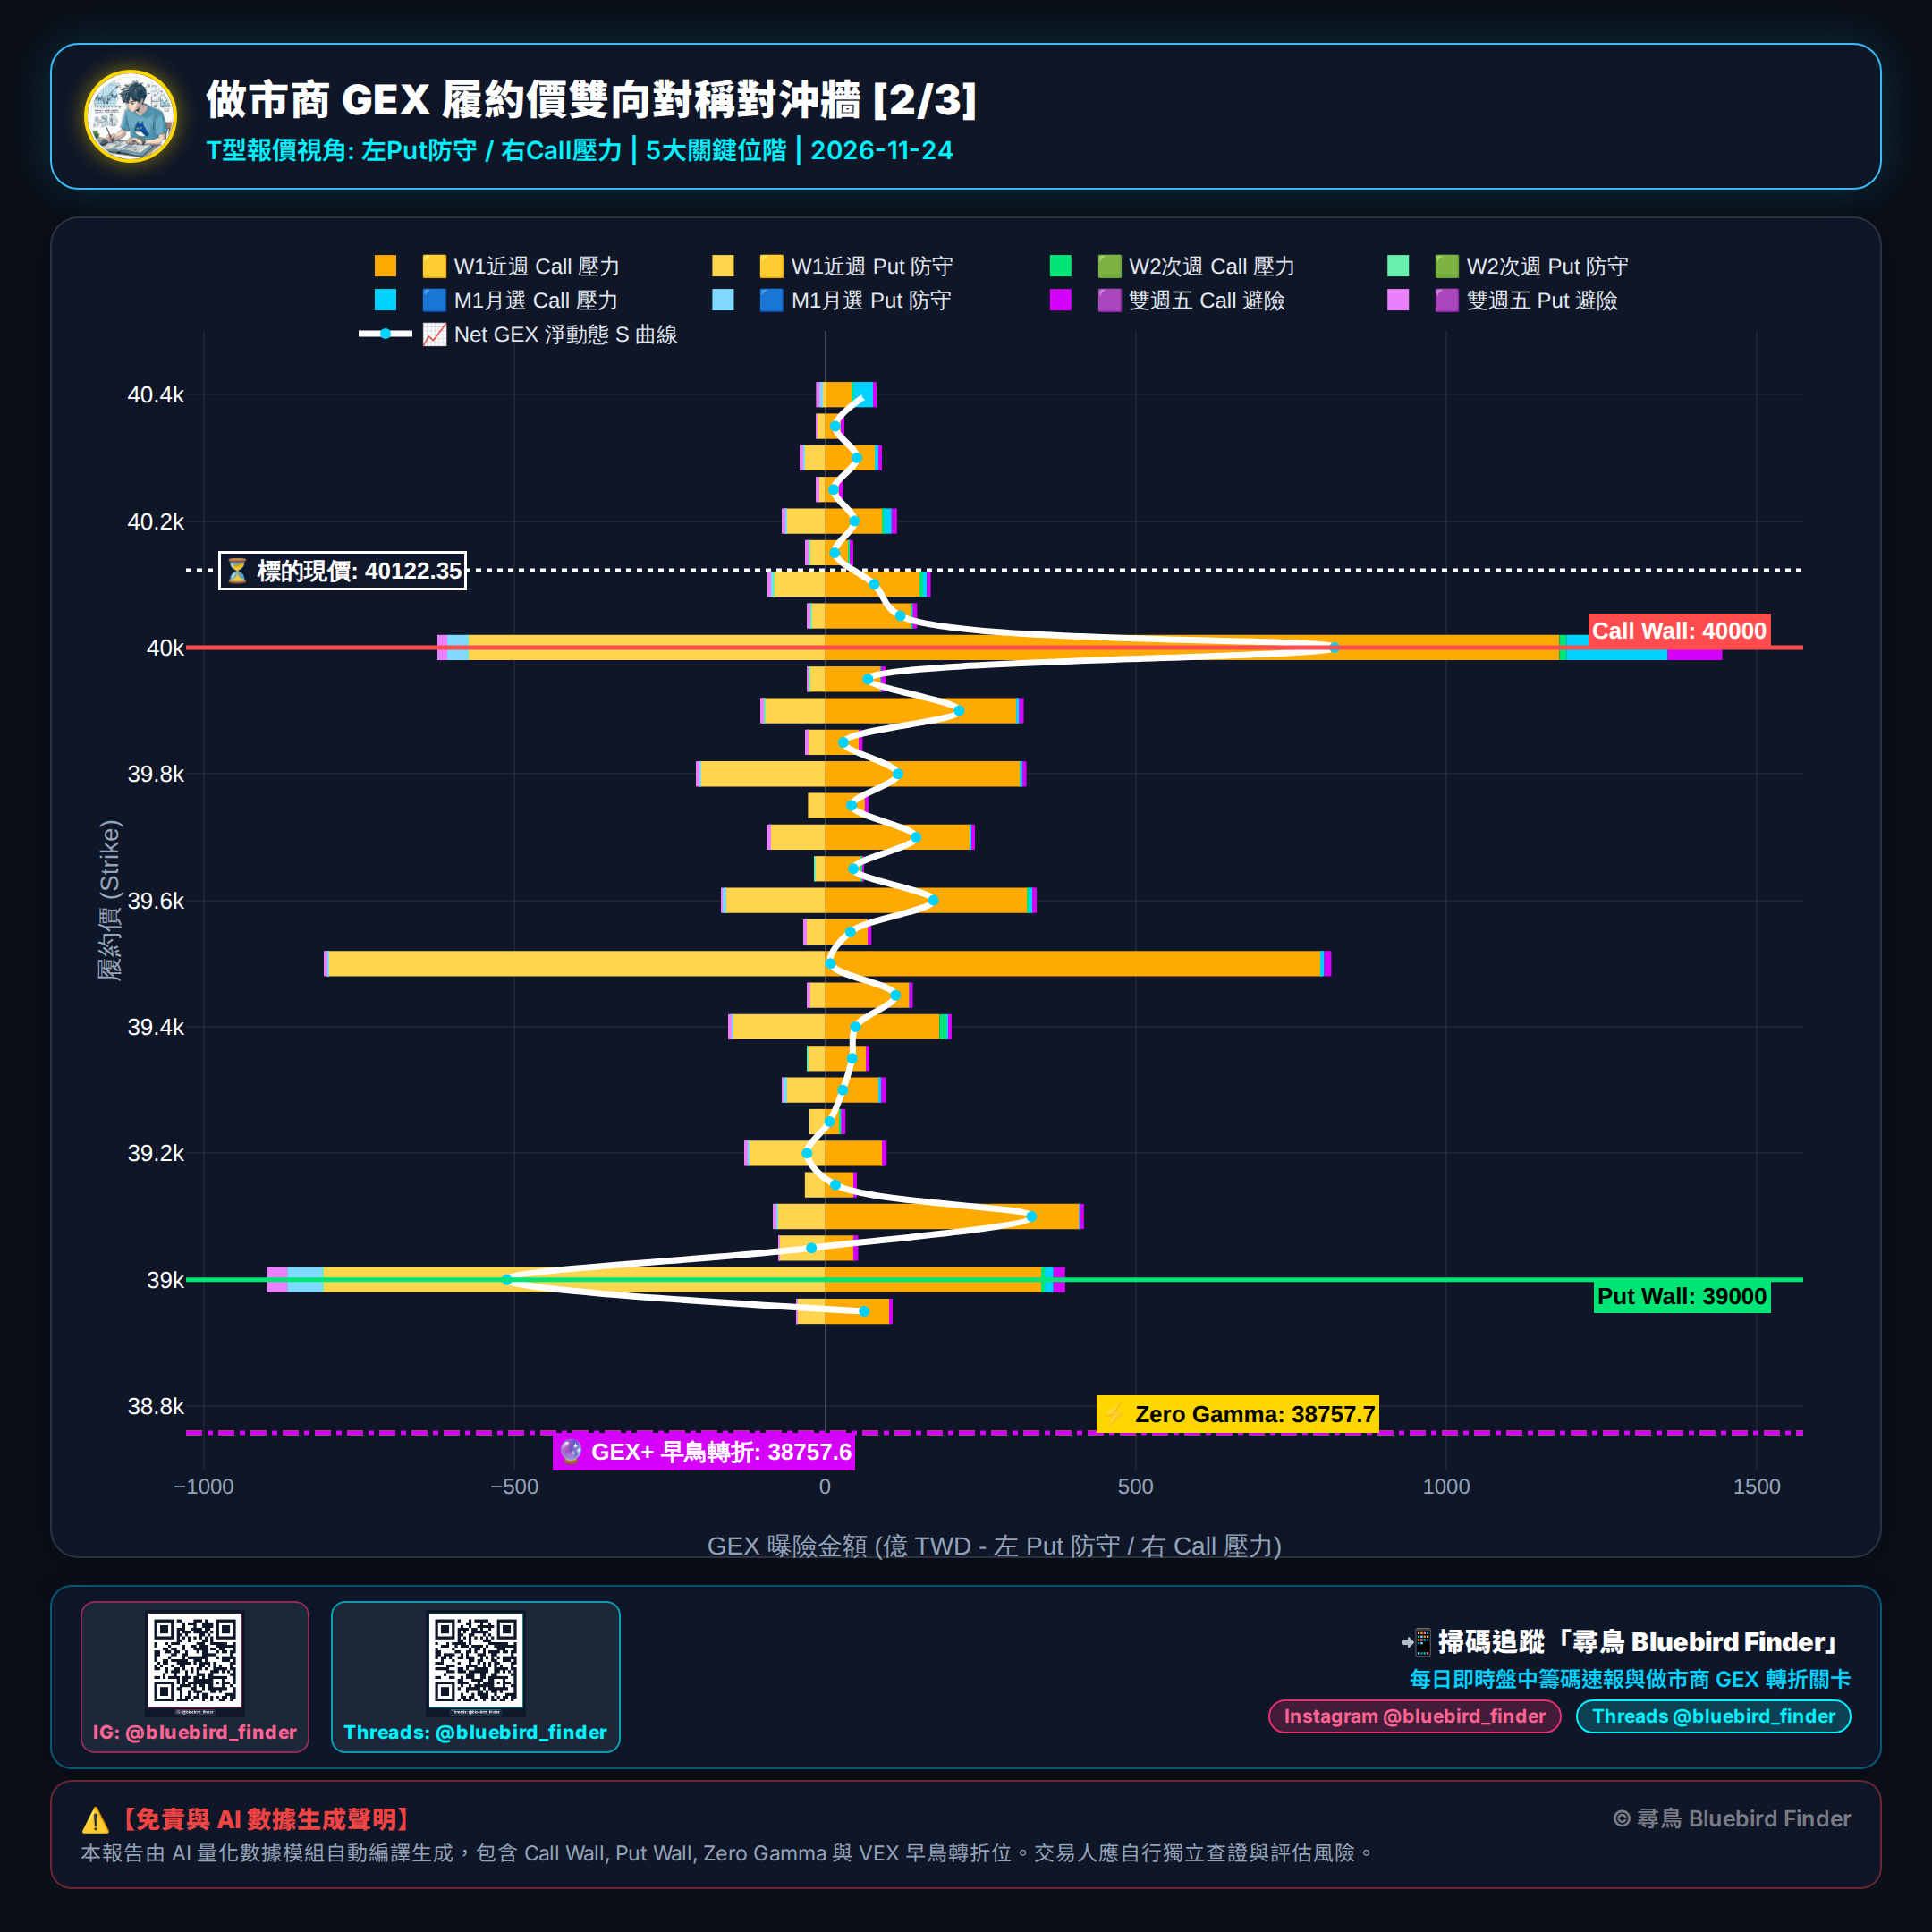 做市商 GEX 履約價雙向對稱對沖牆 [2/3]
T型報價視角: 左Put防守 / 右Call壓力 | 5大關鍵位階 | 2026-11-24
🟨 W1近週 Call 壓力
🟨 W1近週 Put 防守
🟩 W2次週 Call 壓力
🟩 W2次週 Put 防守
🟦 M1月選 Call 壓力
🟦 M1月選 Put 防守
🟪 雙週五 Call 避險
🟪 雙週五 Put 避險
📈 Net GEX 淨動態 S 曲線
40.4k
40.2k
⏳ 標的現價: 40122.35
Call Wall: 40000
40k
39.8k
履約價 (Strike)
39.6k
39.4k
39.2k
39k
Put Wall: 39000
38.8k
⚡ Zero Gamma: 38757.7
🔮 GEX+ 早鳥轉折: 38757.6
−1000
−500
0
500
1000
1500
GEX 曝險金額 (億 TWD - 左 Put 防守 / 右 Call 壓力)
IG: @bluebird_finder
Threads: @bluebird_finder
IG: @bluebird_finder
Threads: @bluebird_finder
📲 掃碼追蹤「尋鳥 Bluebird Finder」
每日即時盤中籌碼速報與做市商 GEX 轉折關卡
Instagram @bluebird_finder
Threads @bluebird_finder
⚠️【免責與 AI 數據生成聲明】
© 尋鳥 Bluebird Finder
本報告由 AI 量化數據模組自動編譯生成，包含 Call Wall, Put Wall, Zero Gamma 與 VEX 早鳥轉折位。交易人應自行獨立查證與評估風險。